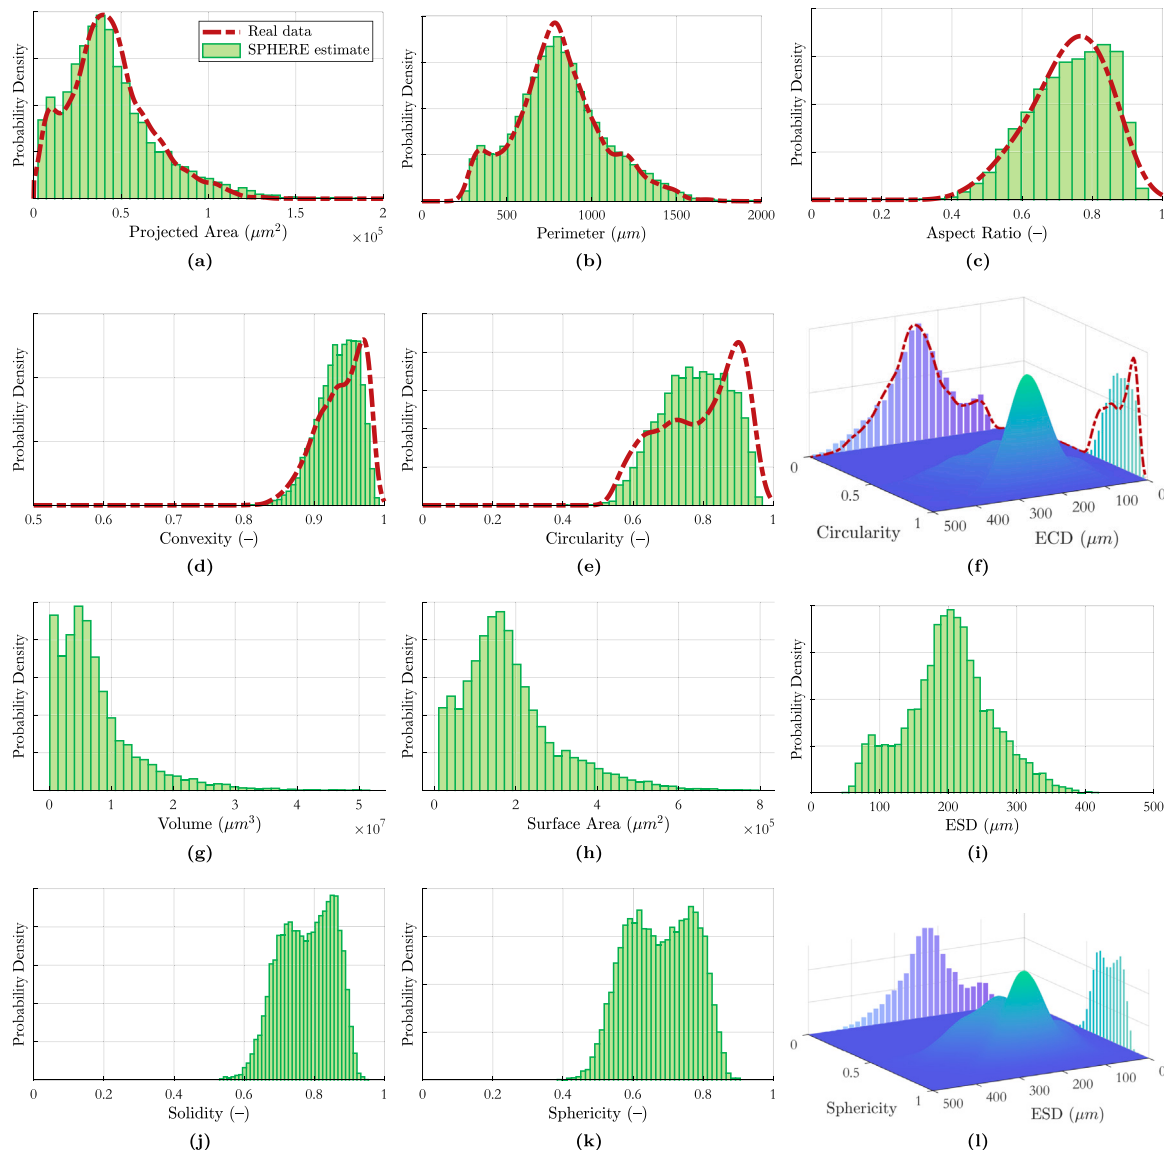 Real data
SPHERE estimate
Probability Density
0 0.5 1 1.5 2
Projected Area (μm²)
×10⁵
(a)
Probability Density
0 500 1000 1500 2000
Perimeter (μm)
(b)
Probability Density
0 0.2 0.4 0.6 0.8 1
Aspect Ratio (–)
(c)
Probability Density
0.5 0.6 0.7 0.8 0.9 1
Convexity (–)
(d)
Probability Density
0 0.2 0.4 0.6 0.8 1
Circularity (–)
(e)
0 0.5 1
Circularity
500 400 300 200 100 0
ECD (μm)
(f)
Probability Density
0 1 2 3 4 5
Volume (μm³)
×10⁷
(g)
Probability Density
0 2 4 6 8
Surface Area (μm²)
×10⁵
(h)
Probability Density
0 100 200 300 400 500
ESD (μm)
(i)
Probability Density
0 0.2 0.4 0.6 0.8 1
Solidity (–)
(j)
Probability Density
0 0.2 0.4 0.6 0.8 1
Sphericity (–)
(k)
0 0.5 1
Sphericity
500 400 300 200 100 0
ESD (μm)
(l)